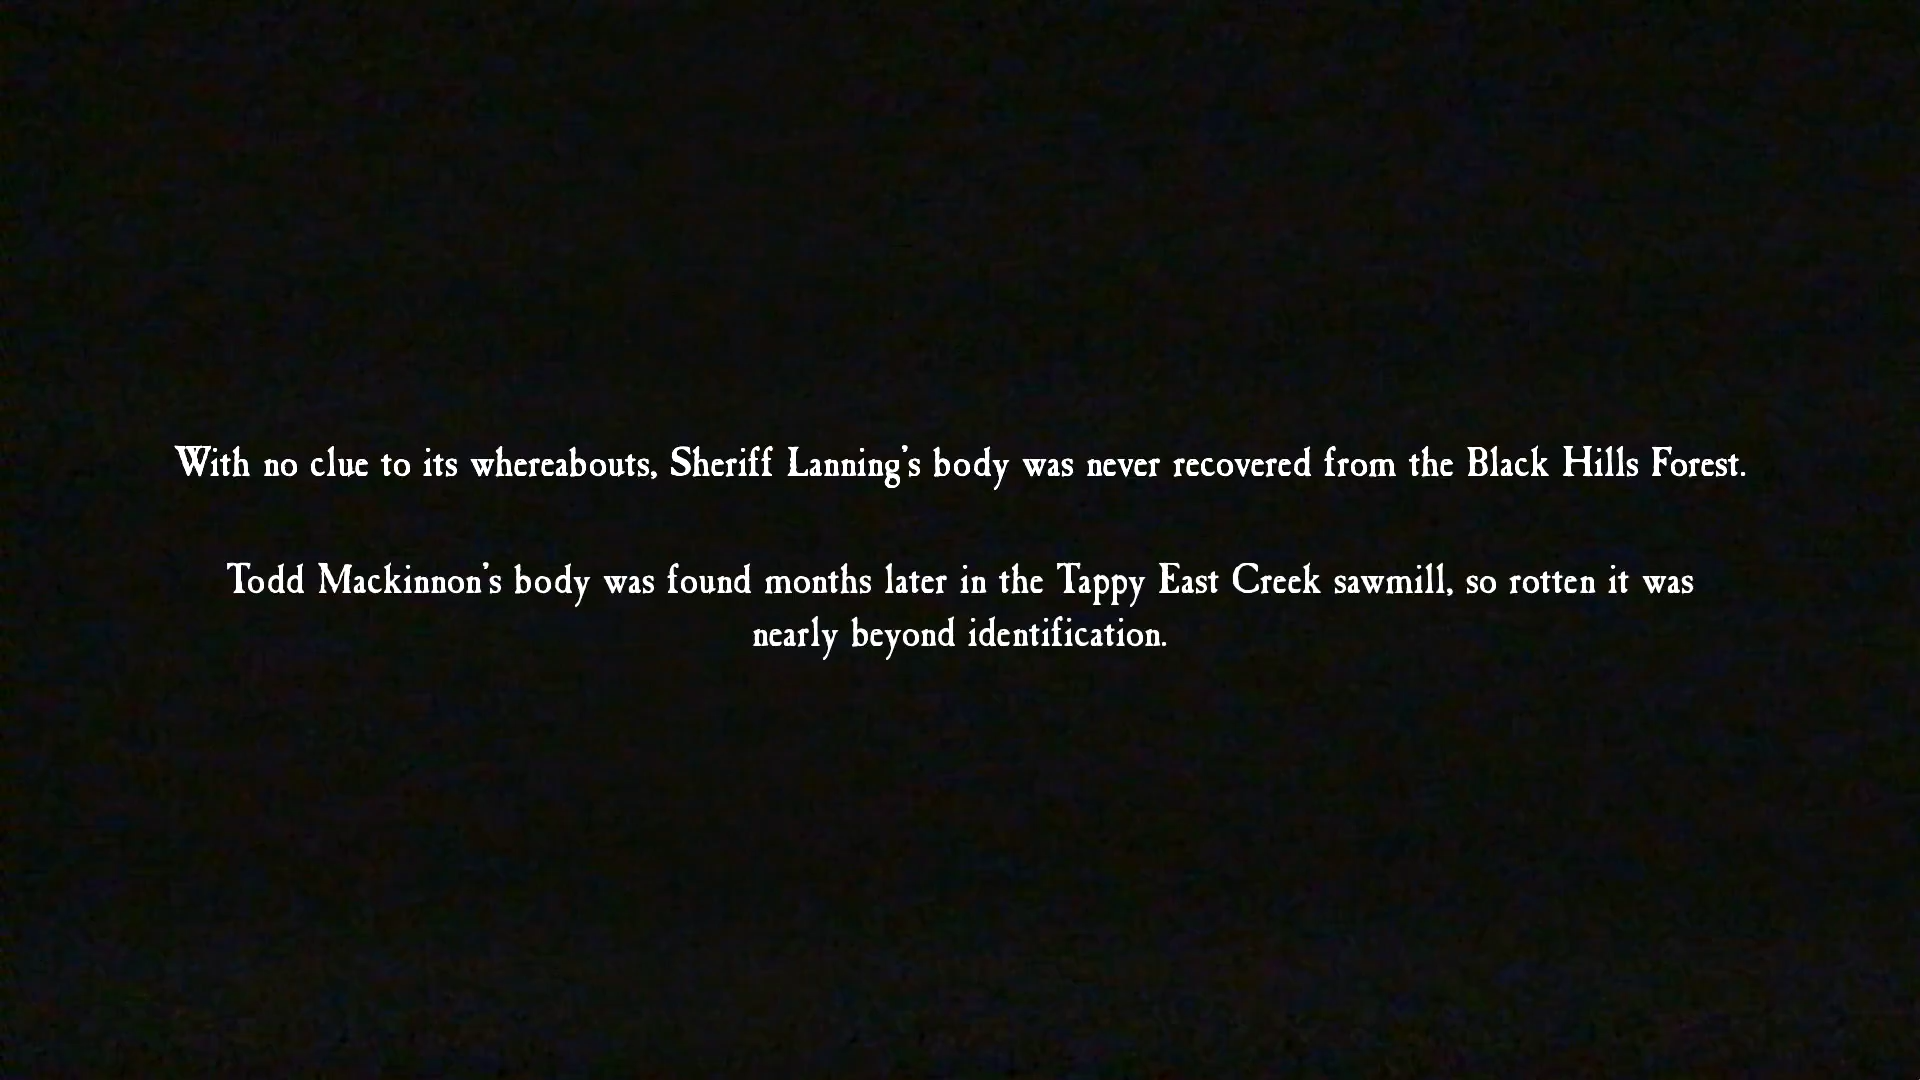 With no clue to its whereabouts, Sheriff Lanning's body was never recovered from the Black Hills Forest.
Todd Mackinnon's body was found months later in the Tappy East Creek sawmill, so rotten it was
nearly beyond identification.